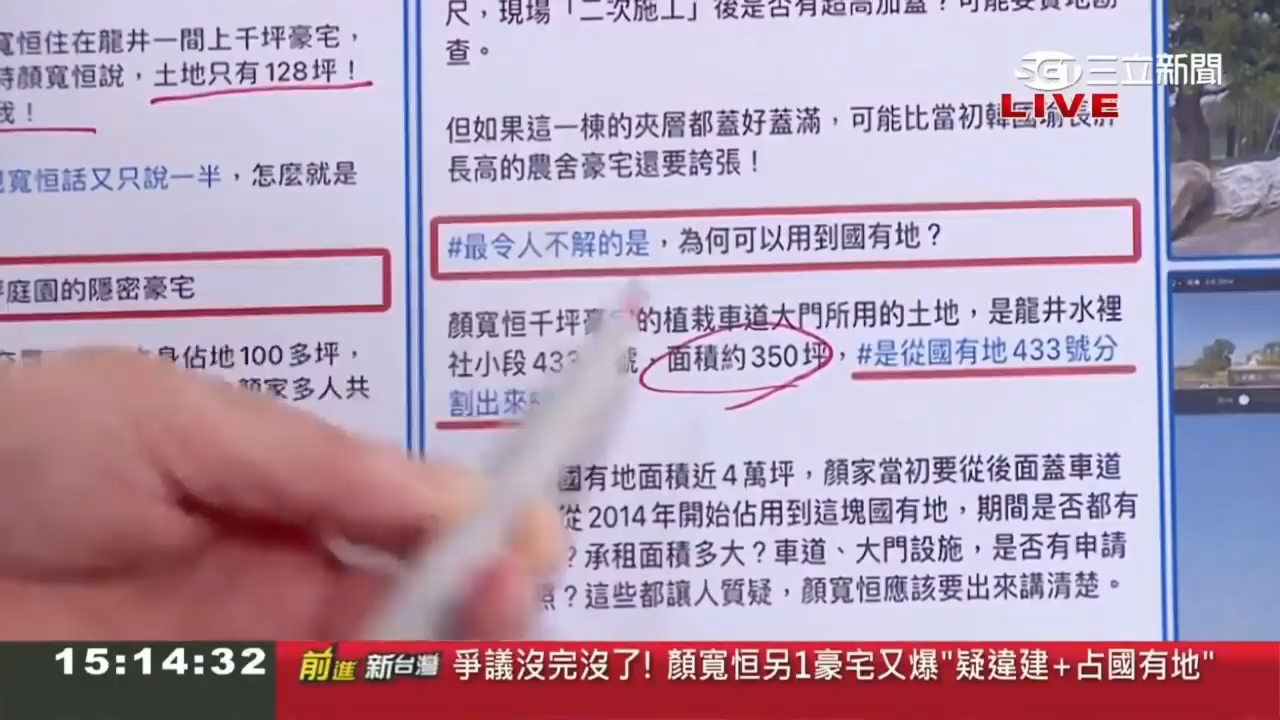 寬恒住在龍井一間上千坪豪宅，
時顏寬恒說，土地只有128坪！
我！
寬恒話又只說一半，怎麼就是
庭園的隱密豪宅
佔地100多坪，
顏家多人共
尺，現場「二次施工」後是否有超高加蓋？可能要實地勘
查。
但如果這一棟的夾層都蓋好蓋滿，可能比當初韓國瑜長胖
長高的農舍豪宅還要誇張！
#最令人不解的是，為何可以用到國有地？
顏寬恒千坪豪的植栽車道大門所用的土地，是龍井水裡
社小段433號，面積約350坪，#是從國有地433號分
割出來
國有地面積近4萬坪，顏家當初要從後面蓋車道
從2014年開始佔用到這塊國有地，期間是否都有
？承租面積多大？車道、大門設施，是否有申請
照？這些都讓人質疑，顏寬恒應該要出來講清楚。
SET三立新聞
LIVE
15:14:32
前進新台灣
爭議沒完沒了! 顏寬恒另1豪宅又爆"疑違建+占國有地"